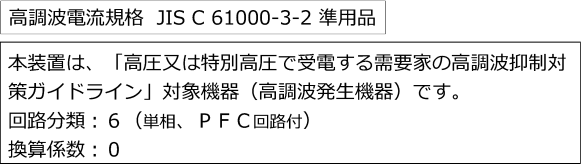 高調波電流規格 JIS C 61000-3-2 準用品
本装置は、「高圧又は特別高圧で受電する需要家の高調波抑制対
策ガイドライン」対象機器（高調波発生機器）です。
回路分類：６（単相、ＰＦＣ回路付）
換算係数：０